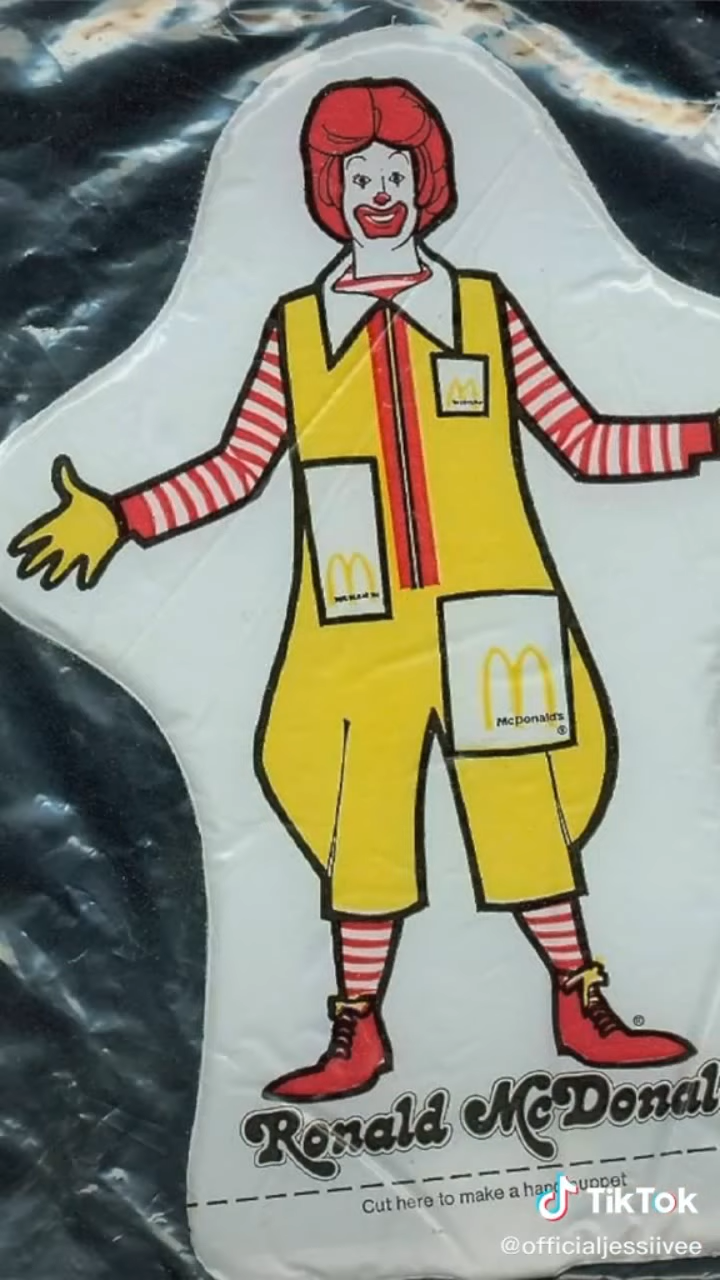 McDonald's
®
®
Ronald McDonal
Cut here to make a hand puppet
TikTok
@officialjessiivee